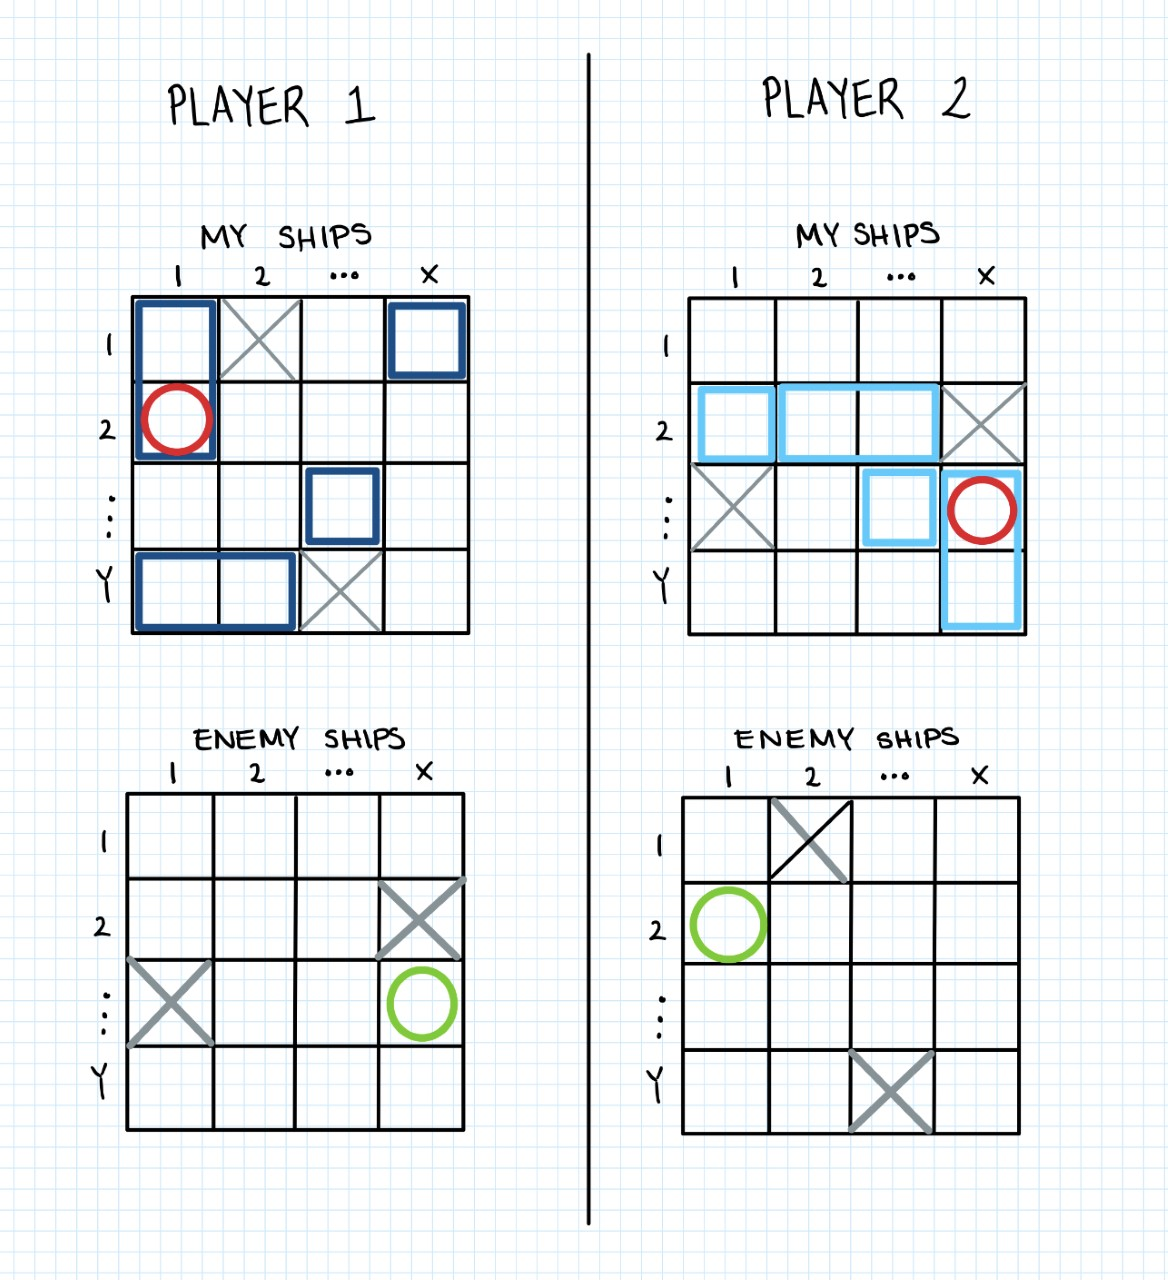 PLAYER 1
MY SHIPS
1 2 ... X
1
2
⋮
Y
ENEMY SHIPS
1 2 ... X
1
2
⋮
Y
PLAYER 2
MY SHIPS
1 2 ... X
1
2
⋮
Y
ENEMY SHIPS
1 2 ... X
1
2
⋮
Y